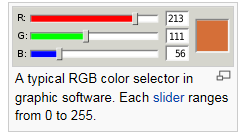 R: 213
G: 111
B: 56
A typical RGB color selector in
graphic software. Each slider ranges
from 0 to 255.